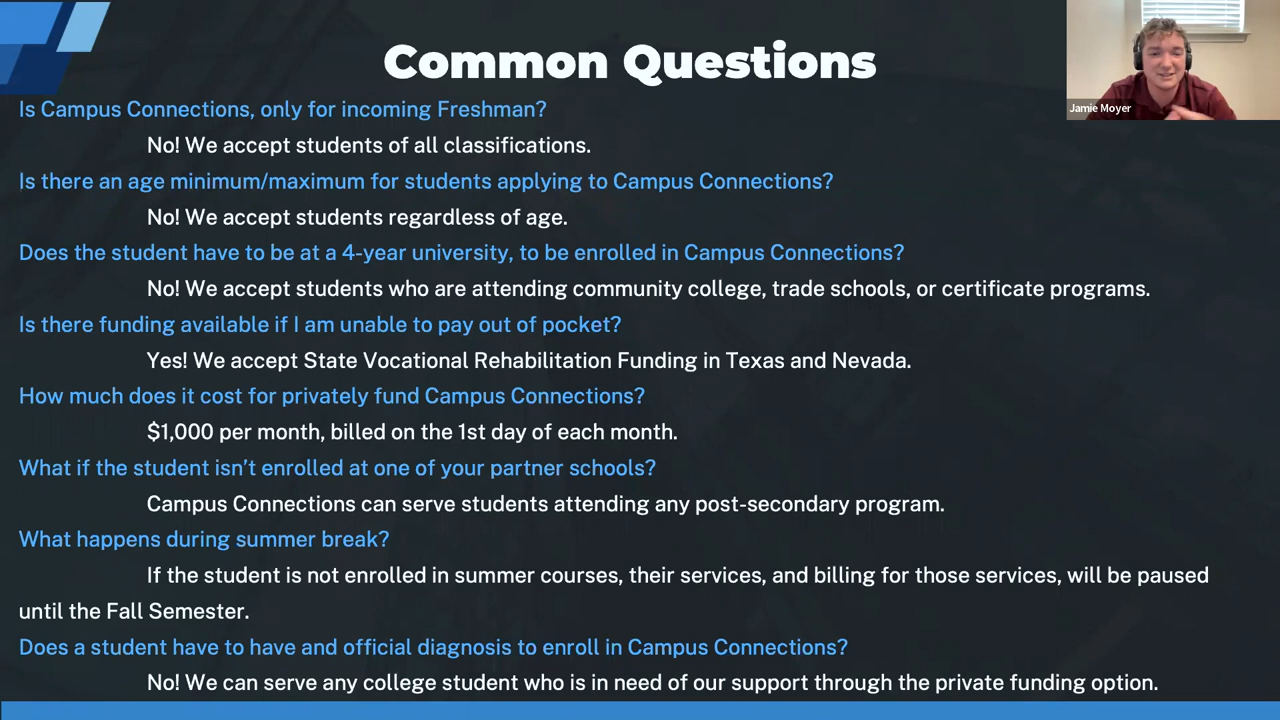 Common Questions
Jamie Moyer
Is Campus Connections, only for incoming Freshman?
No! We accept students of all classifications.
Is there an age minimum/maximum for students applying to Campus Connections?
No! We accept students regardless of age.
Does the student have to be at a 4-year university, to be enrolled in Campus Connections?
No! We accept students who are attending community college, trade schools, or certificate programs.
Is there funding available if I am unable to pay out of pocket?
Yes! We accept State Vocational Rehabilitation Funding in Texas and Nevada.
How much does it cost for privately fund Campus Connections?
$1,000 per month, billed on the 1st day of each month.
What if the student isn’t enrolled at one of your partner schools?
Campus Connections can serve students attending any post-secondary program.
What happens during summer break?
If the student is not enrolled in summer courses, their services, and billing for those services, will be paused
until the Fall Semester.
Does a student have to have and official diagnosis to enroll in Campus Connections?
No! We can serve any college student who is in need of our support through the private funding option.